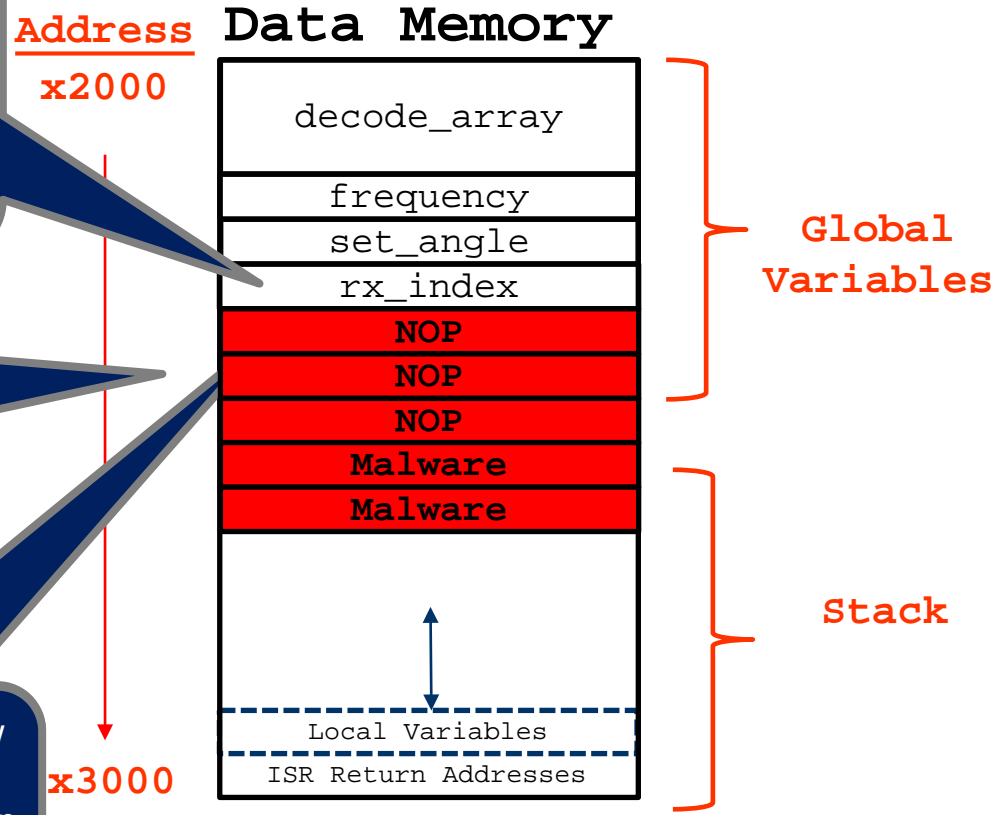 Address
Data Memory
x2000
decode_array
frequency
set_angle
rx_index
NOP
NOP
NOP
Malware
Malware
Local Variables
ISR Return Addresses
x3000
Global
Variables
Stack